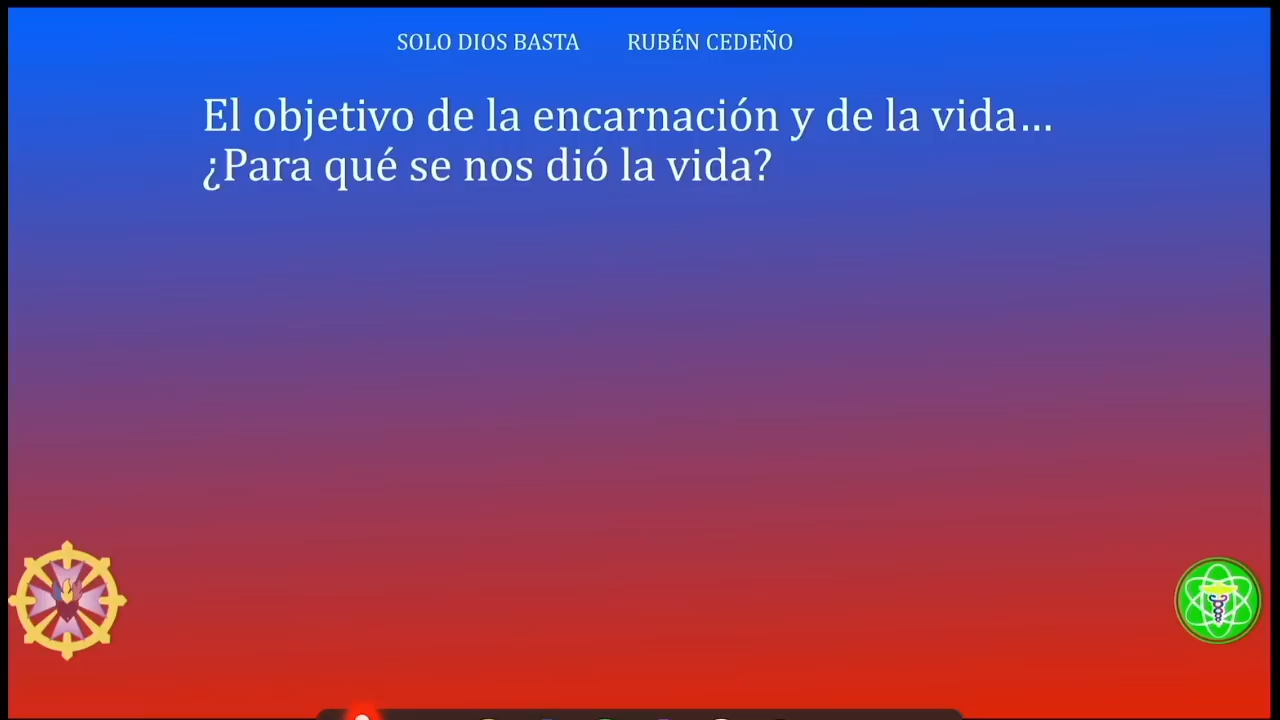 SOLO DIOS BASTA RUBÉN CEDEÑO
El objetivo de la encarnación y de la vida...
¿Para qué se nos dió la vida?